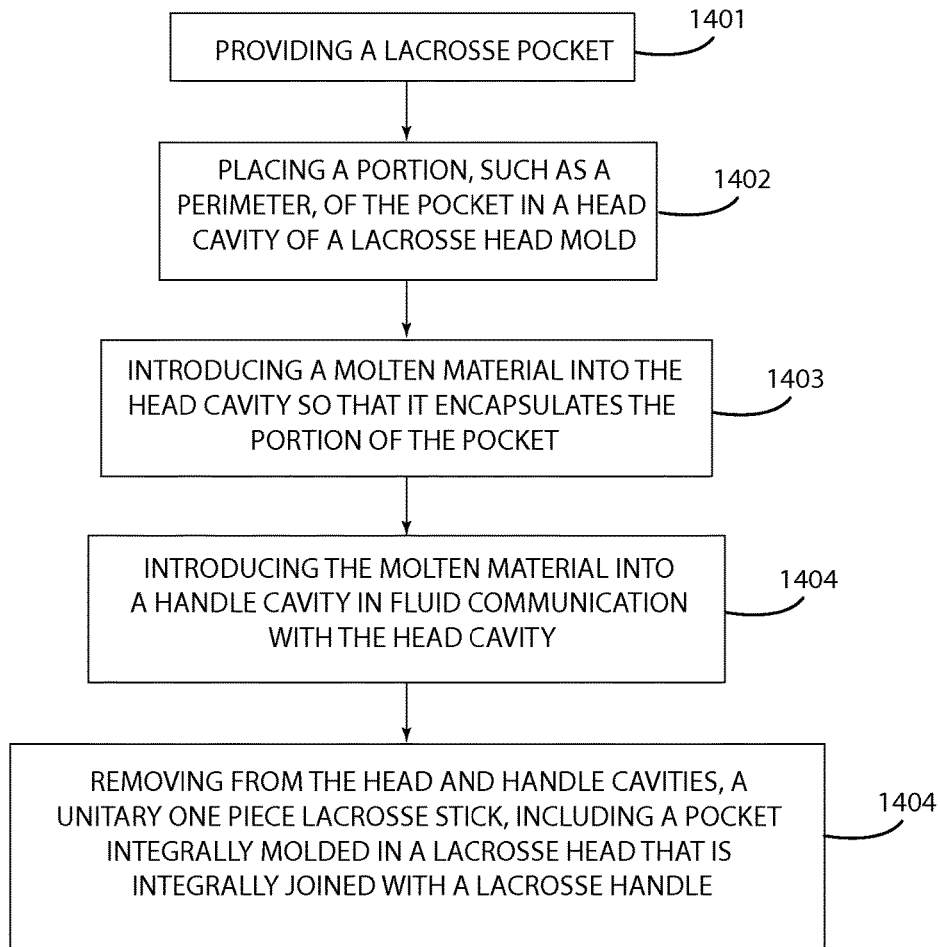 1401
PROVIDING A LACROSSE POCKET
PLACING A PORTION, SUCH AS A
1402
PERIMETER, OF THE POCKET IN A HEAD
CAVITY OF A LACROSSE HEAD MOLD
INTRODUCING A MOLTEN MATERIAL INTO THE
1403
HEAD CAVITY SO THAT IT ENCAPSULATES THE
PORTION OF THE POCKET
INTRODUCING THE MOLTEN MATERIAL INTO
1404
A HANDLE CAVITY IN FLUID COMMUNICATION
WITH THE HEAD CAVITY
REMOVING FROM THE HEAD AND HANDLE CAVITIES, A
1404
UNITARY ONE PIECE LACROSSE STICK, INCLUDING A POCKET
INTEGRALLY MOLDED IN A LACROSSE HEAD THAT IS
INTEGRALLY JOINED WITH A LACROSSE HANDLE